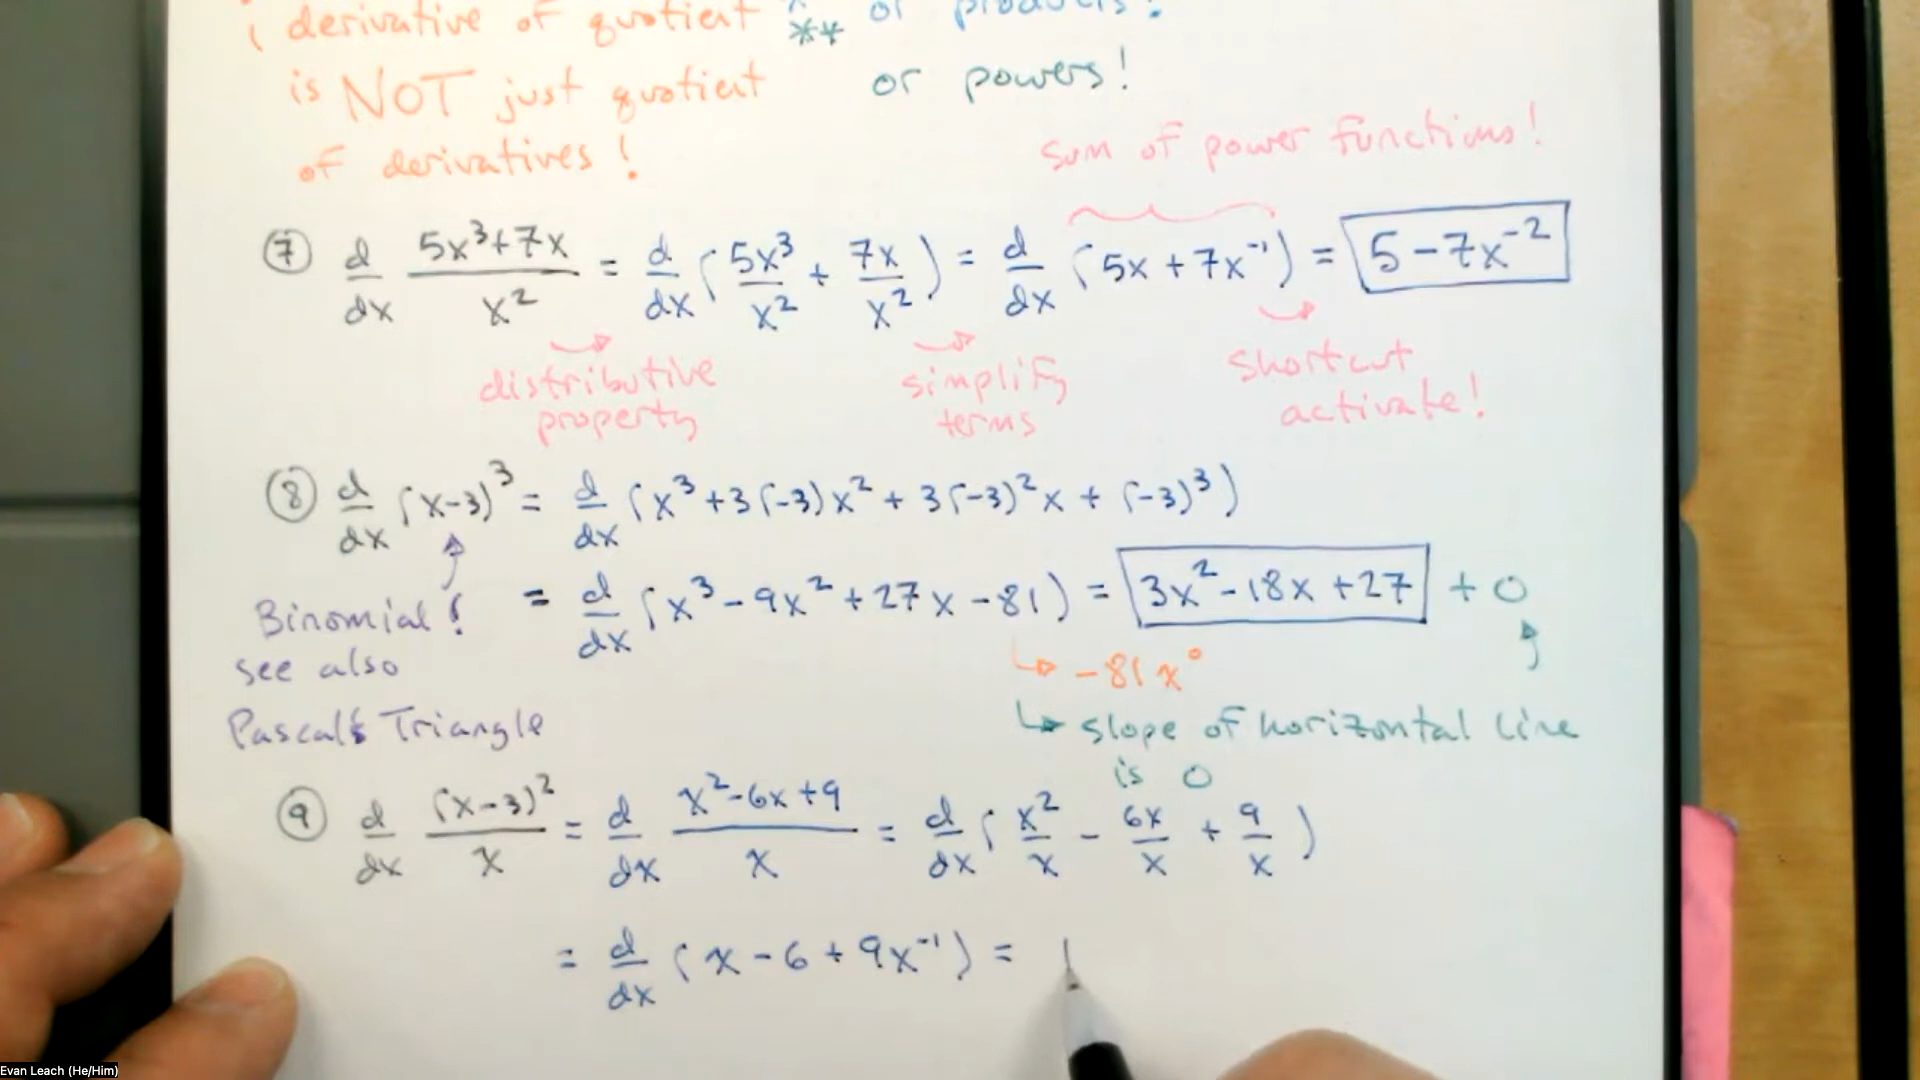 derivative of quotient ** or products!
is NOT just quotient or powers!
of derivatives!
sum of power functions!
⑦ d/dx (5x³+7x)/x² = d/dx (5x³/x² + 7x/x²) = d/dx (5x + 7x⁻¹) = 5 - 7x⁻²
distributive property
simplify terms
shortcut activate!
⑧ d/dx (x-3)³ = d/dx (x³ + 3(-3)x² + 3(-3)²x + (-3)³)
= d/dx (x³ - 9x² + 27x - 81) = 3x² - 18x + 27 + 0
Binomial!
see also
Pascal's Triangle
↳ -81x⁰
↳ slope of horizontal line
is 0
⑨ d/dx (x-3)²/x = d/dx (x²-6x+9)/x = d/dx (x²/x - 6x/x + 9/x)
= d/dx (x - 6 + 9x⁻¹) = 1
Evan Leach (He/Him)